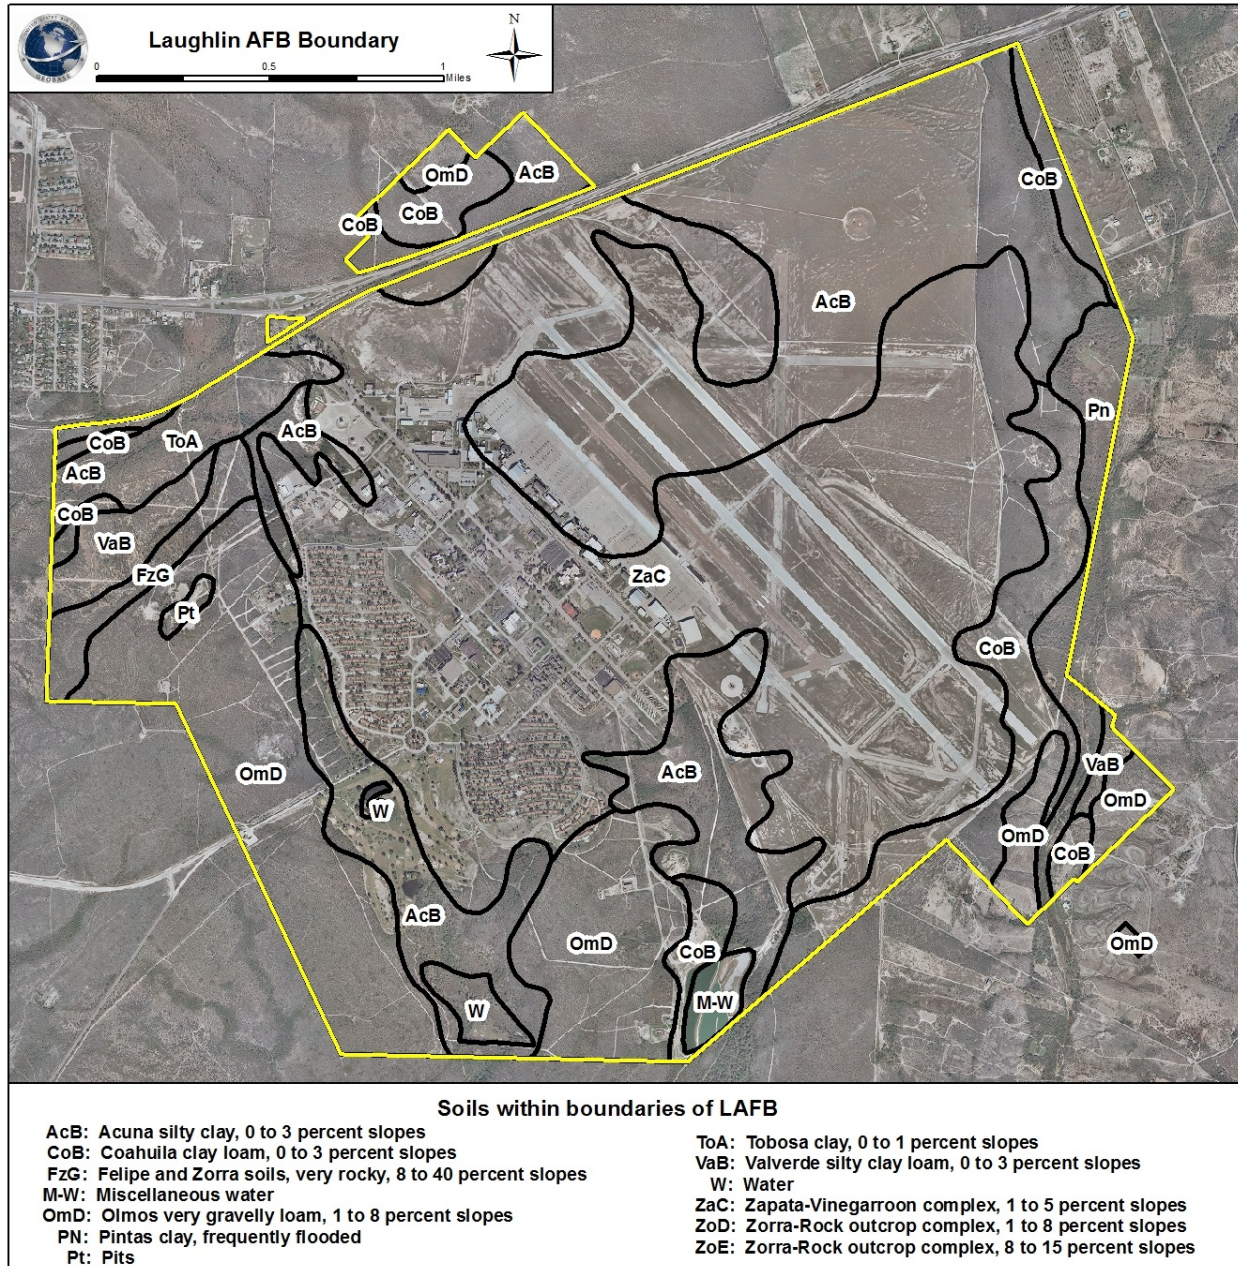 Laughlin AFB Boundary
N
0 0.5 1
Miles
UNITED STATES AIR FORCE
GEOBASE
OmD
AcB
CoB
CoB
CoB
AcB
Pn
CoB
ToA
AcB
AcB
CoB
VaB
FzG
Pt
ZaC
CoB
OmD
AcB
W
VaB
OmD
OmD
CoB
AcB
OmD
CoB
OmD
M-W
W
Soils within boundaries of LAFB
AcB: Acuna silty clay, 0 to 3 percent slopes
CoB: Coahuila clay loam, 0 to 3 percent slopes
FzG: Felipe and Zorra soils, very rocky, 8 to 40 percent slopes
M-W: Miscellaneous water
OmD: Olmos very gravelly loam, 1 to 8 percent slopes
PN: Pintas clay, frequently flooded
Pt: Pits
ToA: Tobosa clay, 0 to 1 percent slopes
VaB: Valverde silty clay loam, 0 to 3 percent slopes
W: Water
ZaC: Zapata-Vinegarroon complex, 1 to 5 percent slopes
ZoD: Zorra-Rock outcrop complex, 1 to 8 percent slopes
ZoE: Zorra-Rock outcrop complex, 8 to 15 percent slopes